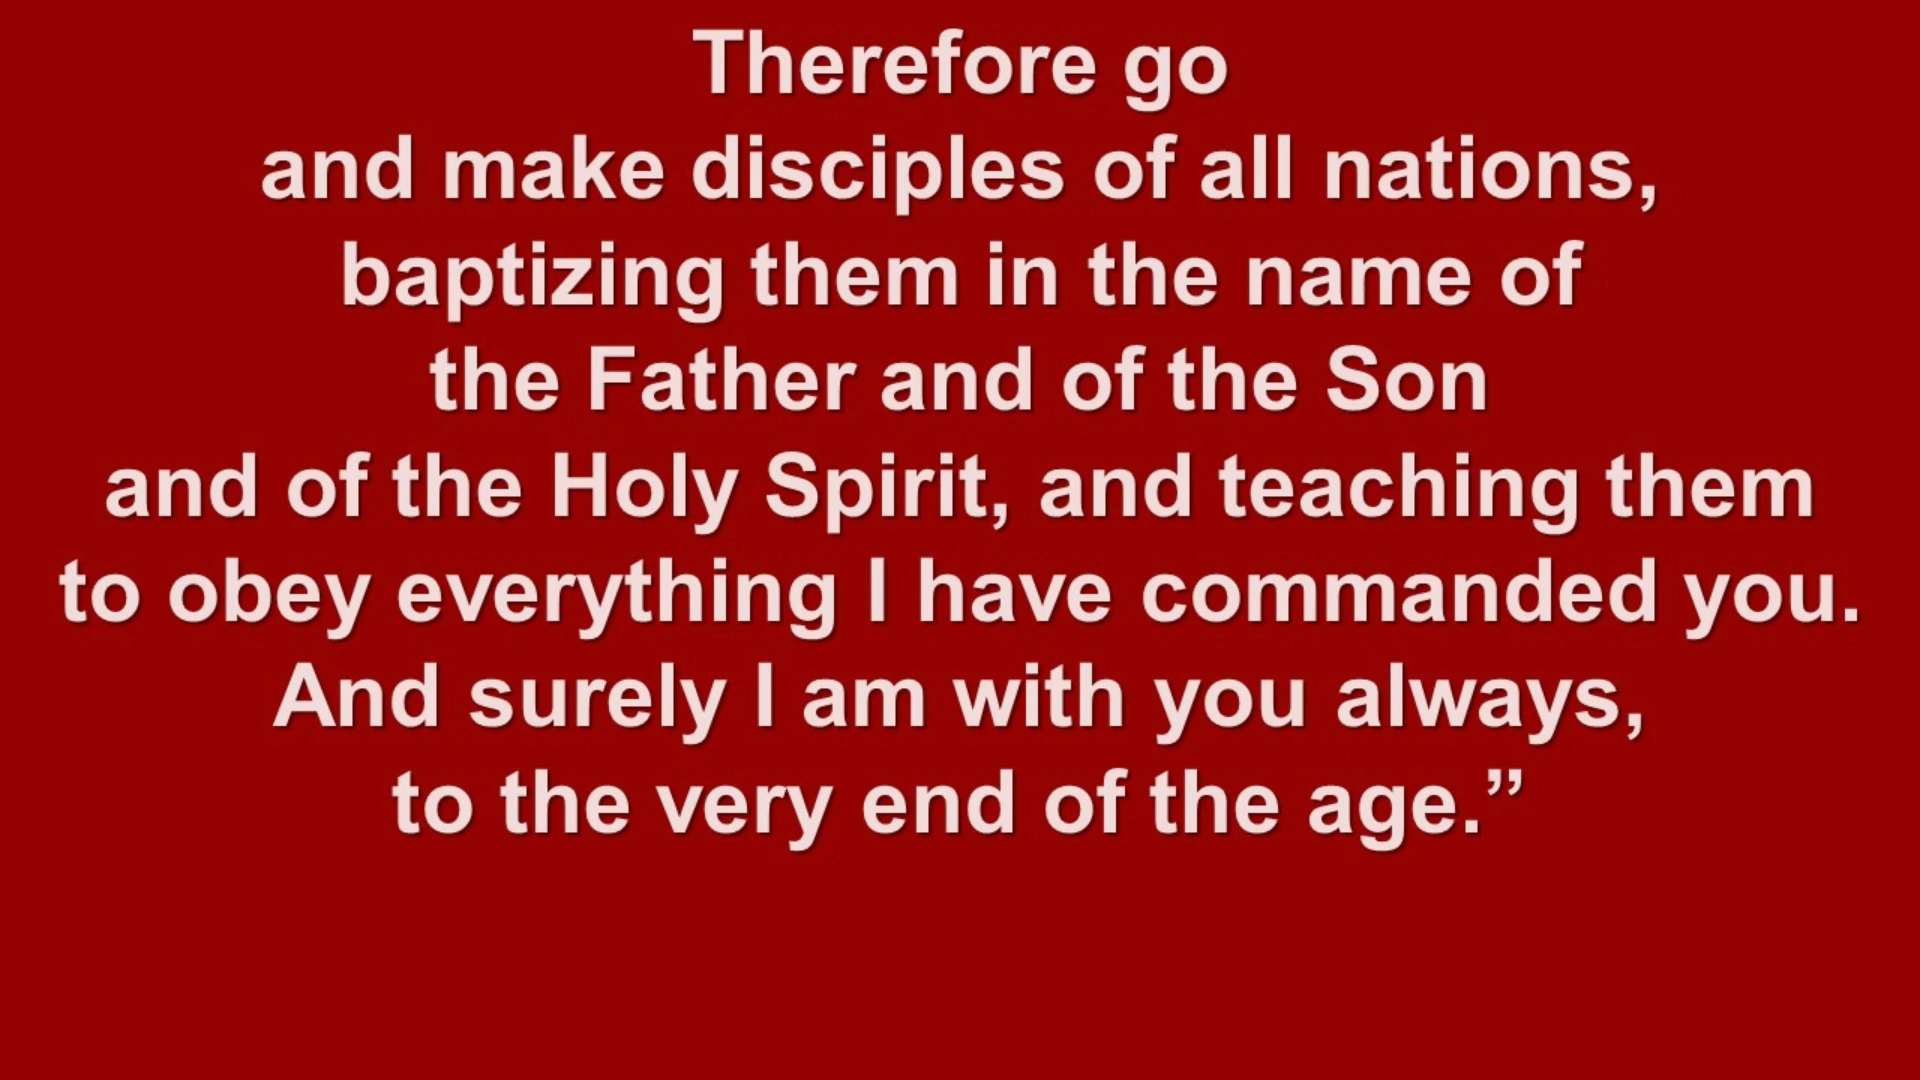 Therefore go
and make disciples of all nations,
baptizing them in the name of
the Father and of the Son
and of the Holy Spirit, and teaching them
to obey everything I have commanded you.
And surely I am with you always,
to the very end of the age.”